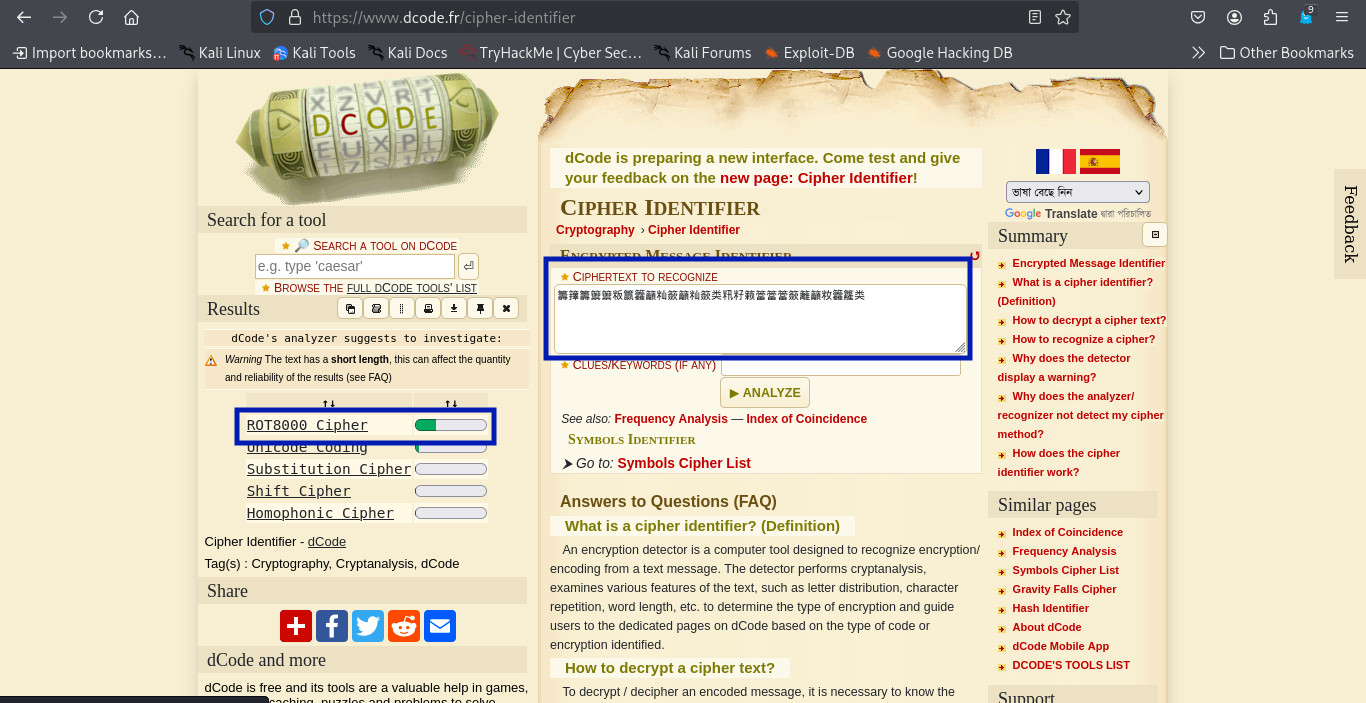 https://www.dcode.fr/cipher-identifier
9
Import bookmarks…
Kali Linux
Kali Tools
Kali Docs
TryHackMe | Cyber Sec…
Kali Forums
Exploit-DB
Google Hacking DB
Other Bookmarks
DCODE
Search for a tool
★ 🔎 SEARCH A TOOL ON DCODE
e.g. type 'caesar'
★ BROWSE THE FULL DCODE TOOLS' LIST
Results
dCode's analyzer suggests to investigate:
Warning The text has a short length, this can affect the quantity
and reliability of the results (see FAQ)
↑↓ ↑↓
ROT8000 Cipher
Unicode Coding
Substitution Cipher
Shift Cipher
Homophonic Cipher
Cipher Identifier - dCode
Tag(s) : Cryptography, Cryptanalysis, dCode
Share
dCode and more
dCode is free and its tools are a valuable help in games,
caching, puzzles and problems to solve
dCode is preparing a new interface. Come test and give
your feedback on the new page: Cipher Identifier!
CIPHER IDENTIFIER
Cryptography › Cipher Identifier
ENCRYPTED MESSAGE IDENTIFIER
★ CIPHERTEXT TO RECOGNIZE
★ CLUES/KEYWORDS (IF ANY)
▶ ANALYZE
See also: Frequency Analysis — Index of Coincidence
SYMBOLS IDENTIFIER
⮞ Go to: Symbols Cipher List
Answers to Questions (FAQ)
What is a cipher identifier? (Definition)
An encryption detector is a computer tool designed to recognize encryption/
encoding from a text message. The detector performs cryptanalysis,
examines various features of the text, such as letter distribution, character
repetition, word length, etc. to determine the type of encryption and guide
users to the dedicated pages on dCode based on the type of code or
encryption identified.
How to decrypt a cipher text?
To decrypt / decipher an encoded message, it is necessary to know the
ভাষা বেছে নিন
Google Translate দ্বারা পরিচালিত
Summary
Encrypted Message Identifier
What is a cipher identifier?
(Definition)
How to decrypt a cipher text?
How to recognize a cipher?
Why does the detector
display a warning?
Why does the analyzer/
recognizer not detect my cipher
method?
How does the cipher
identifier work?
Similar pages
Index of Coincidence
Frequency Analysis
Symbols Cipher List
Gravity Falls Cipher
Hash Identifier
About dCode
dCode Mobile App
DCODE'S TOOLS LIST
Support
Feedback